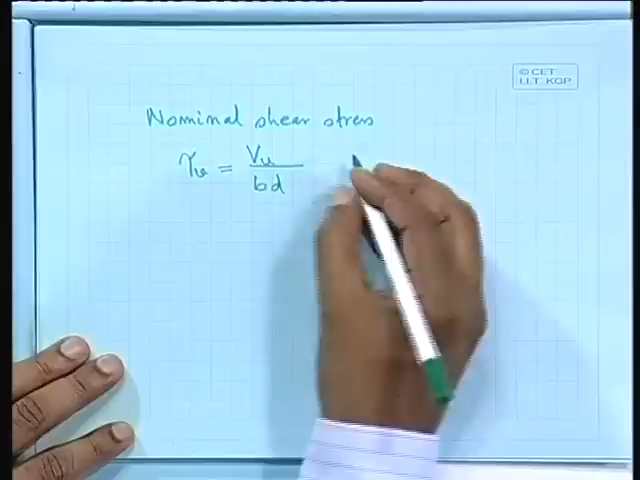 © CET
I.I.T. KGP
Nominal shear stress
τᵥ = Vᵤ / bd